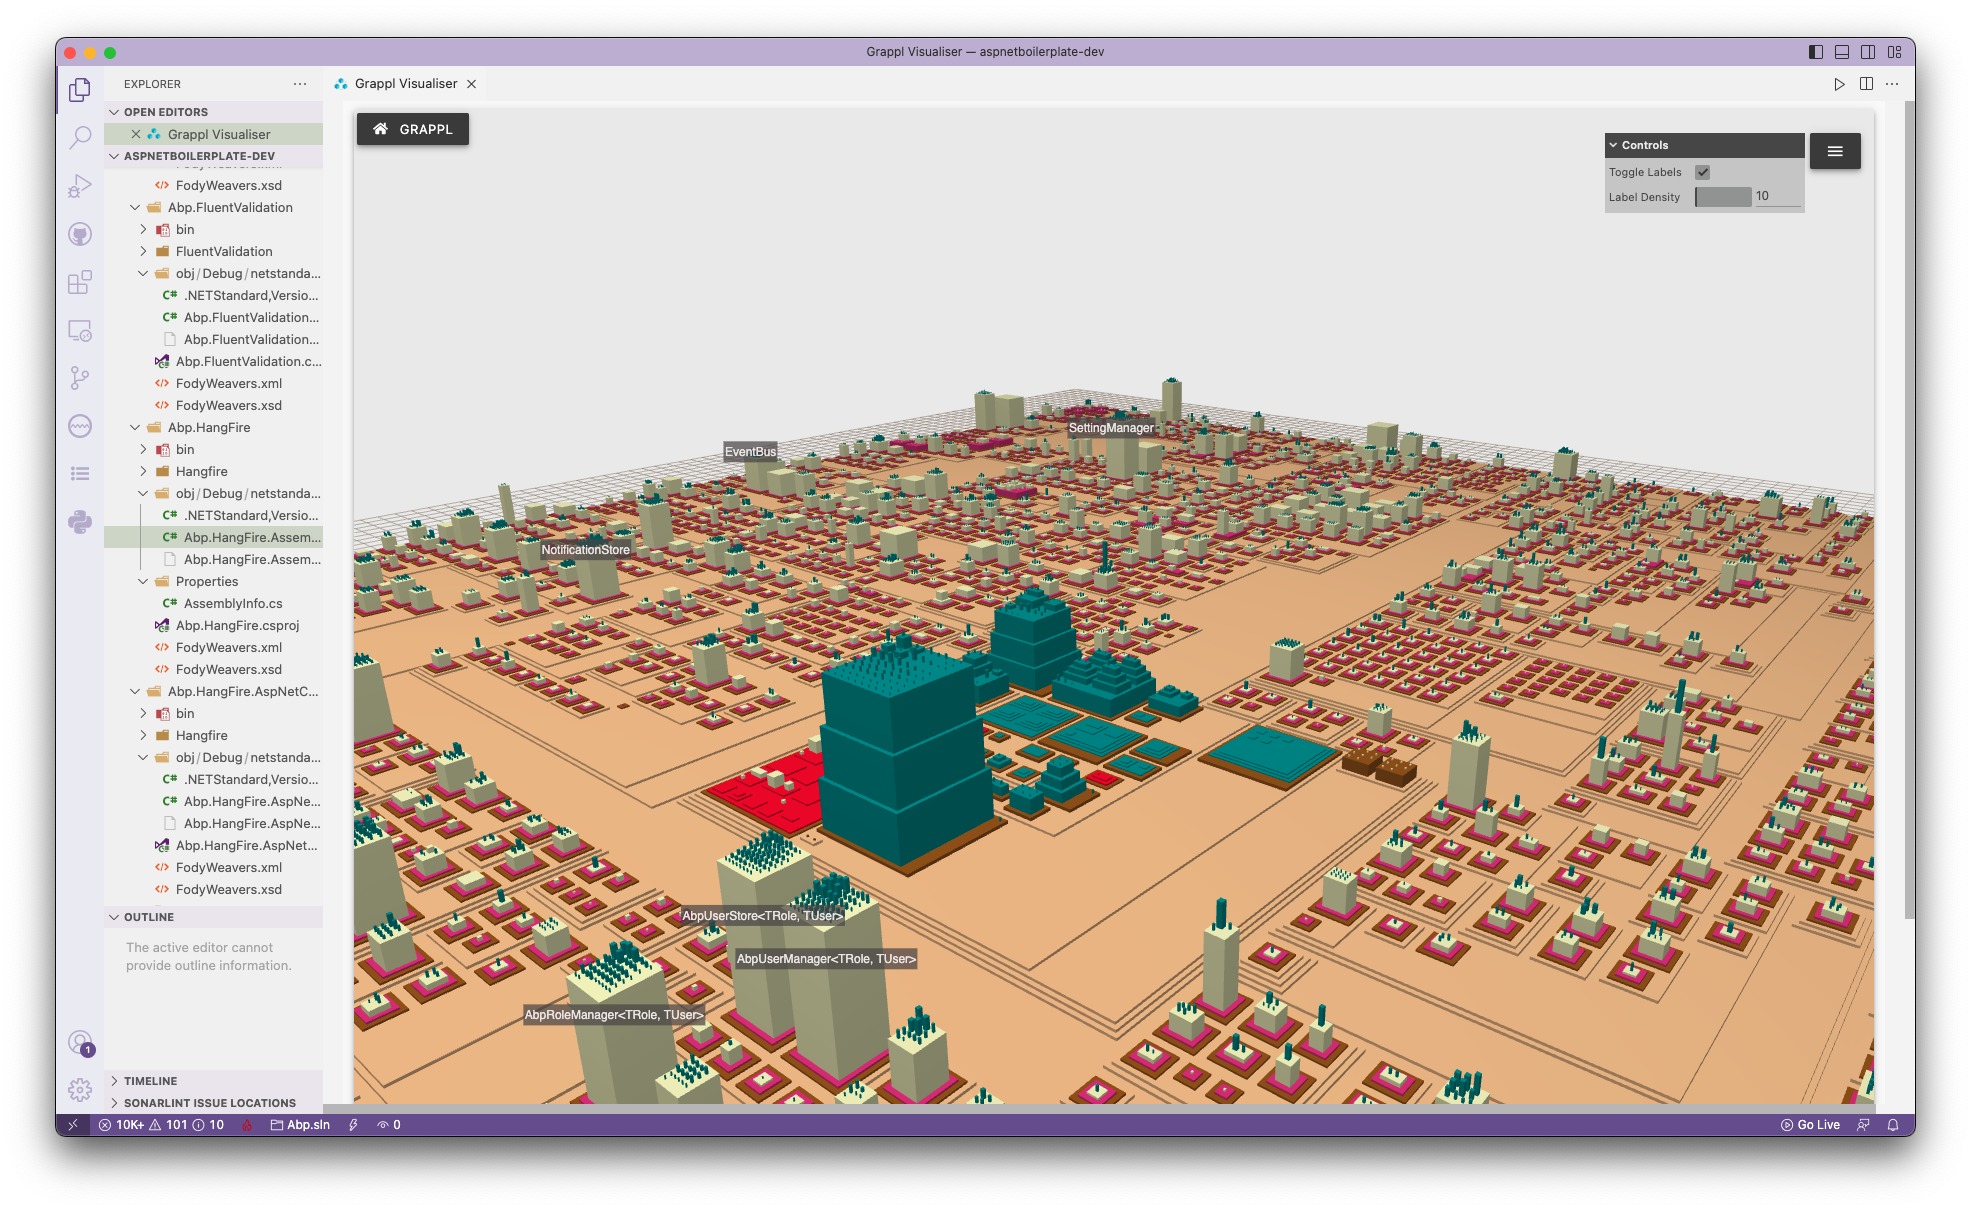 Grappl Visualiser — aspnetboilerplate-dev
EXPLORER
Grappl Visualiser
OPEN EDITORS
Grappl Visualiser
ASPNETBOILERPLATE-DEV
FodyWeavers.xsd
Abp.FluentValidation
bin
FluentValidation
obj/Debug/netstanda...
C# .NETStandard,Versio...
C# Abp.FluentValidation...
Abp.FluentValidation...
Abp.FluentValidation.c...
FodyWeavers.xml
FodyWeavers.xsd
Abp.HangFire
bin
Hangfire
obj/Debug/netstanda...
C# .NETStandard,Versio...
C# Abp.HangFire.Assem...
Abp.HangFire.Assem...
Properties
C# AssemblyInfo.cs
Abp.HangFire.csproj
FodyWeavers.xml
FodyWeavers.xsd
Abp.HangFire.AspNetC...
bin
Hangfire
obj/Debug/netstanda...
C# .NETStandard,Versio...
C# Abp.HangFire.AspNe...
Abp.HangFire.AspNe...
Abp.HangFire.AspNet...
FodyWeavers.xml
FodyWeavers.xsd
OUTLINE
The active editor cannot
provide outline information.
TIMELINE
SONARLINT ISSUE LOCATIONS
1
GRAPPL
Controls
Toggle Labels
Label Density 10
SettingManager
EventBus
NotificationStore
AbpUserStore<TRole, TUser>
AbpUserManager<TRole, TUser>
AbpRoleManager<TRole, TUser>
10K+ 101 10 Abp.sln 0
Go Live